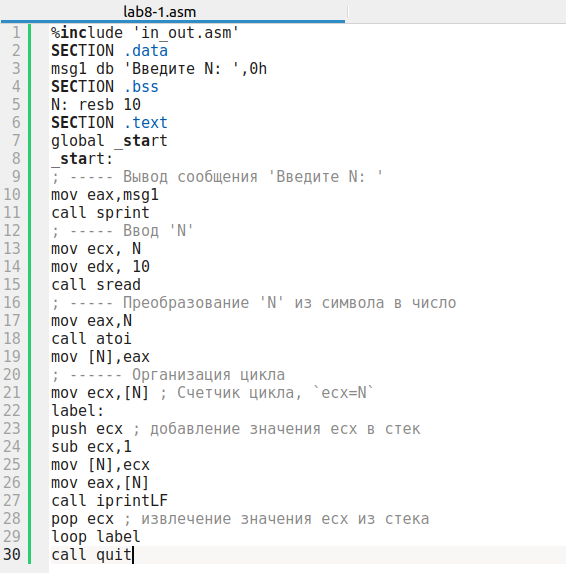 lab8-1.asm
1 %include 'in_out.asm'
2 SECTION .data
3 msg1 db 'Введите N: ',0h
4 SECTION .bss
5 N: resb 10
6 SECTION .text
7 global _start
8 _start:
9 ; ----- Вывод сообщения 'Введите N: '
10 mov eax,msg1
11 call sprint
12 ; ----- Ввод 'N'
13 mov ecx, N
14 mov edx, 10
15 call sread
16 ; ----- Преобразование 'N' из символа в число
17 mov eax,N
18 call atoi
19 mov [N],eax
20 ; ------ Организация цикла
21 mov ecx,[N] ; Счетчик цикла, `ecx=N`
22 label:
23 push ecx ; добавление значения ecx в стек
24 sub ecx,1
25 mov [N],ecx
26 mov eax,[N]
27 call iprintLF
28 pop ecx ; извлечение значения ecx из стека
29 loop label
30 call quit